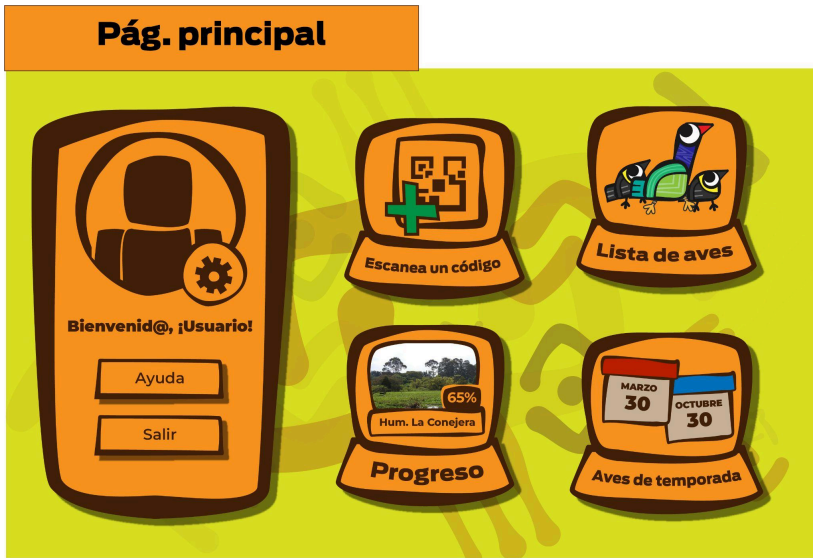 Pág. principal
Bienvenid@, ¡Usuario!
Ayuda
Salir
Escanea un código
Lista de aves
65%
Hum. La Conejera
Progreso
MARZO
30
OCTUBRE
30
Aves de temporada